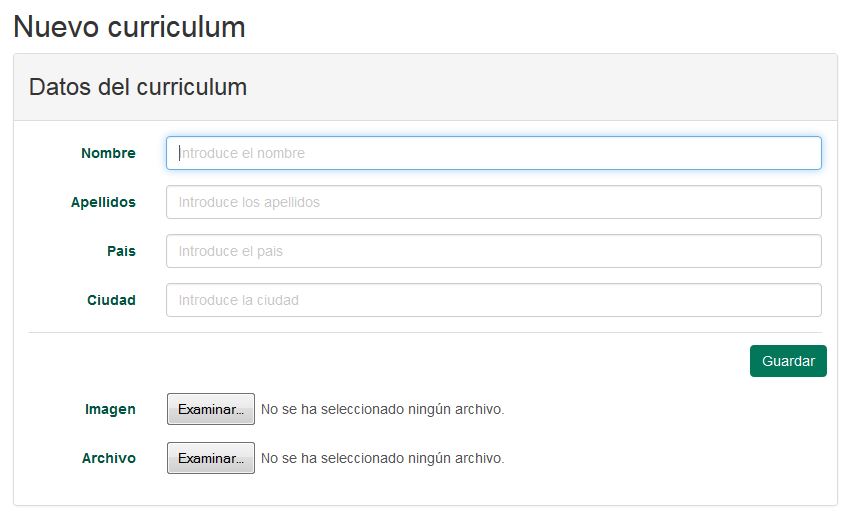 Nuevo curriculum
Datos del curriculum
Nombre Introduce el nombre
Apellidos Introduce los apellidos
Pais Introduce el pais
Ciudad Introduce la ciudad
Guardar
Imagen Examinar... No se ha seleccionado ningún archivo.
Archivo Examinar... No se ha seleccionado ningún archivo.